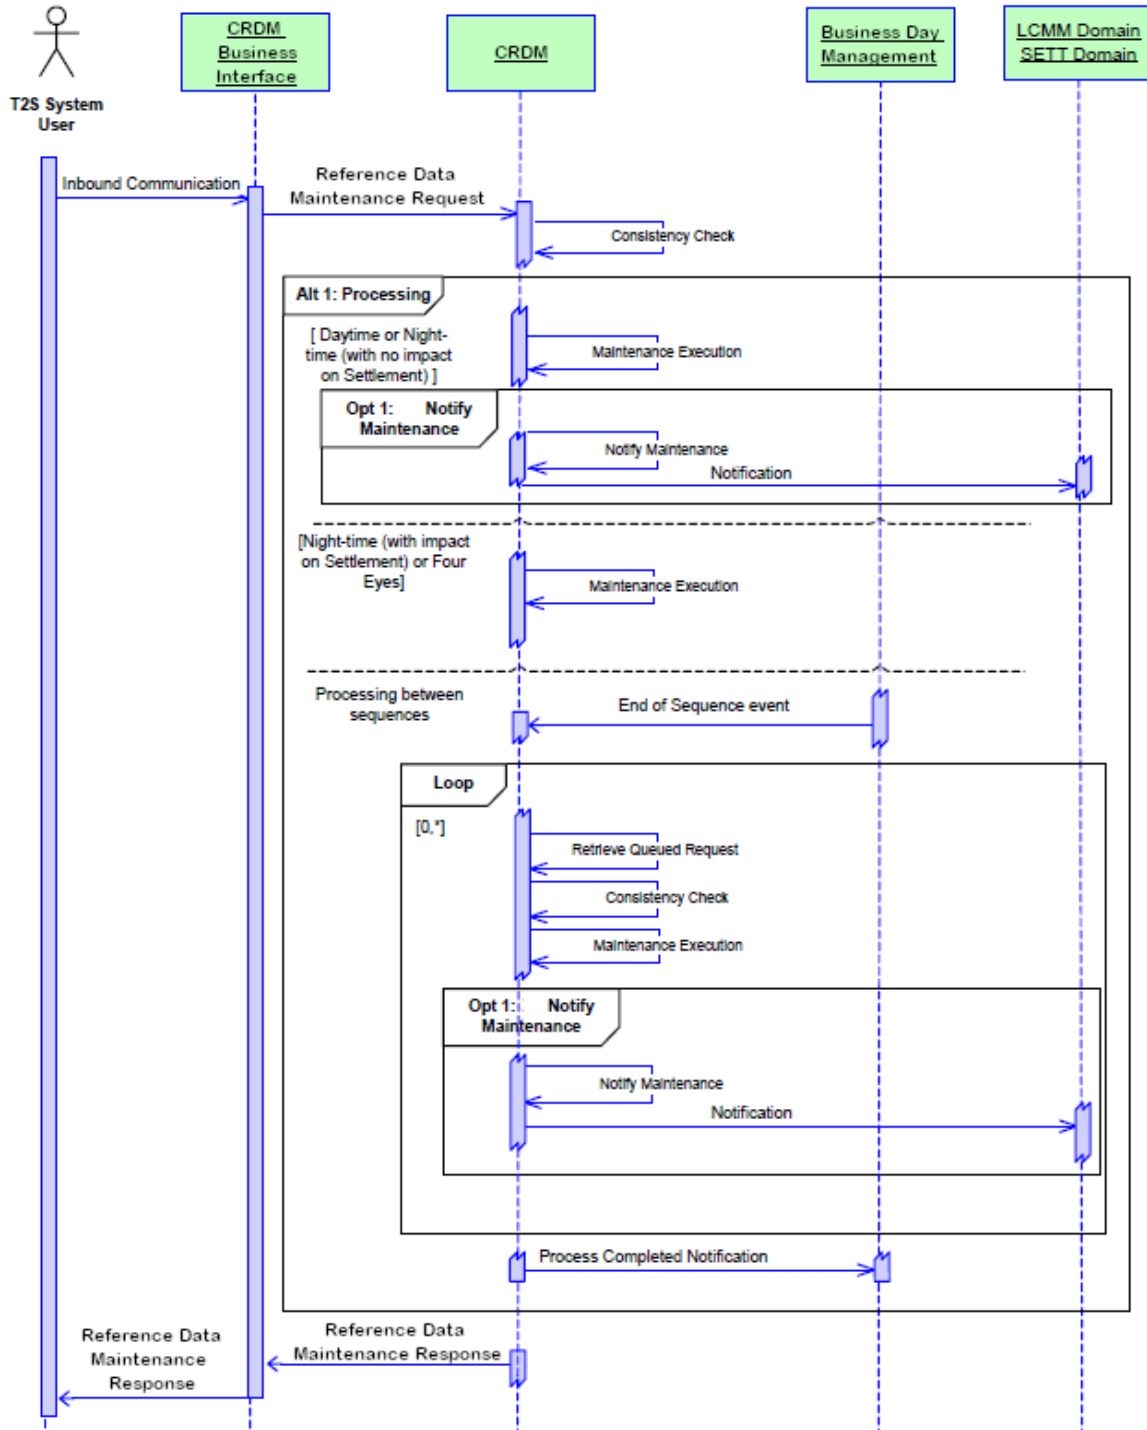 CRDM
Business
Interface
CRDM
Business Day
Management
LCMM Domain
SETT Domain
T2S System
User
Inbound Communication
Reference Data
Maintenance Request
Consistency Check
Alt 1: Processing
[ Daytime or Night-
time (with no impact
on Settlement) ]
Maintenance Execution
Opt 1: Notify
Maintenance
Notify Maintenance
Notification
[Night-time (with impact
on Settlement) or Four
Eyes]
Maintenance Execution
Processing between
sequences
End of Sequence event
Loop
[0,*]
Retrieve Queued Request
Consistency Check
Maintenance Execution
Opt 1: Notify
Maintenance
Notify Maintenance
Notification
Process Completed Notification
Reference Data
Maintenance Response
Reference Data
Maintenance
Response